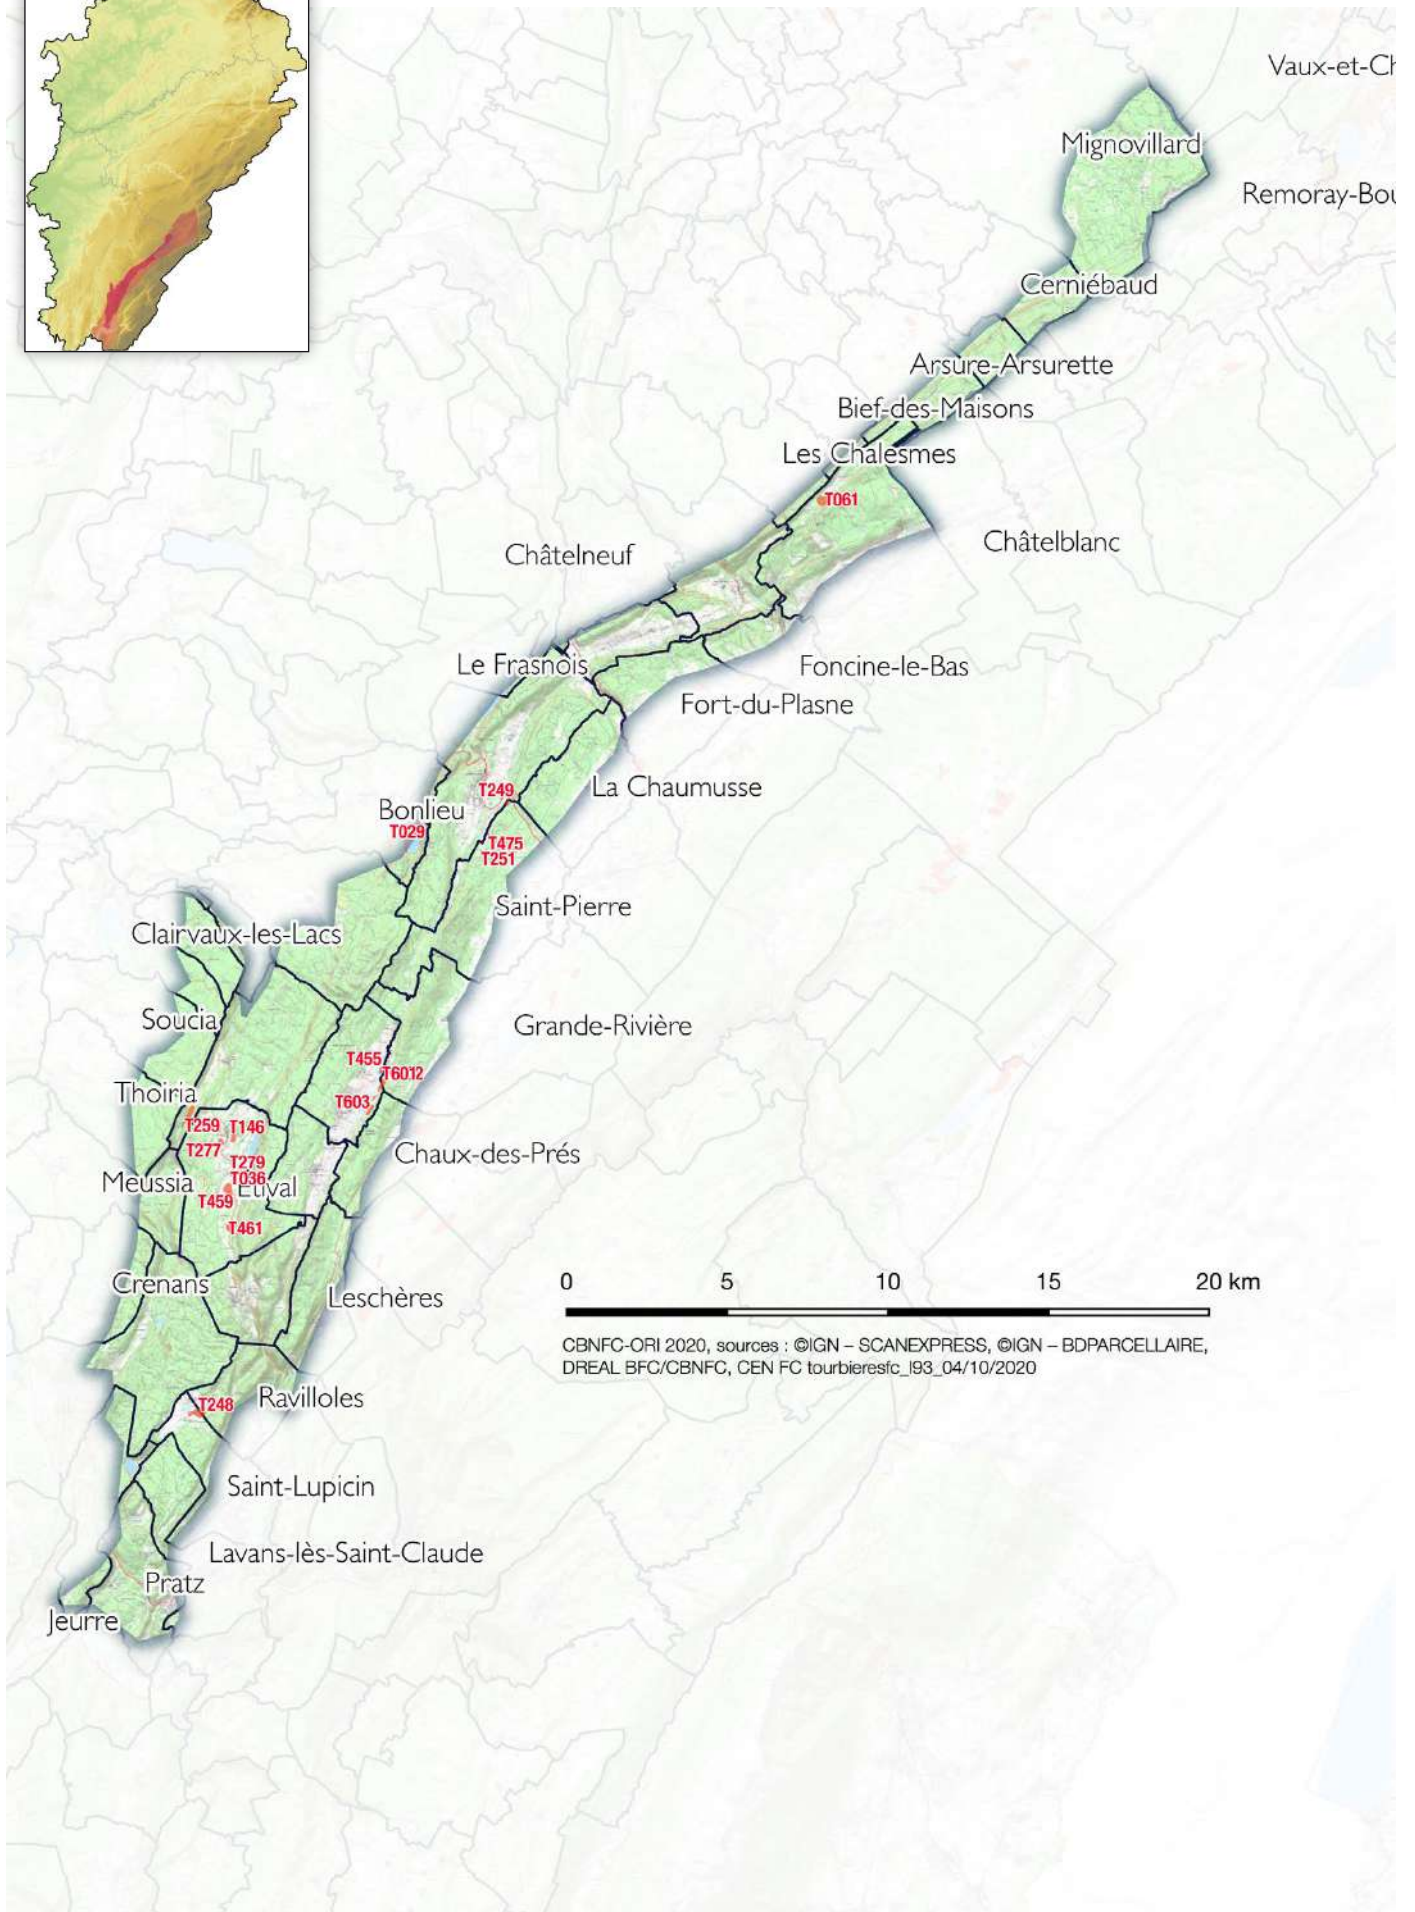 Vaux-et-Ch
Mignovillard
Remoray-Bou
Cerniébaud
Arsure-Arsurette
Bief-des-Maisons
Les Chalesmes
T061
Châtelblanc
Châtelneuf
Le Frasnois
Foncine-le-Bas
Fort-du-Plasne
La Chaumusse
T249
Bonlieu
T029
T475
T251
Saint-Pierre
Clairvaux-les-Lacs
Soucia
Grande-Rivière
T455
T6012
T603
Thoiria
T259
T146
T277
Chaux-des-Prés
T279
T036
Meussia
Etival
T459
T461
Crenans
Leschères
0 5 10 15 20 km
CBNFC-ORI 2020, sources : ©IGN – SCANEXPRESS, ©IGN – BDPARCELLAIRE,
DREAL BFC/CBNFC, CEN FC tourbieresfc_l93_04/10/2020
Ravilloles
T248
Saint-Lupicin
Lavans-lès-Saint-Claude
Pratz
Jeurre